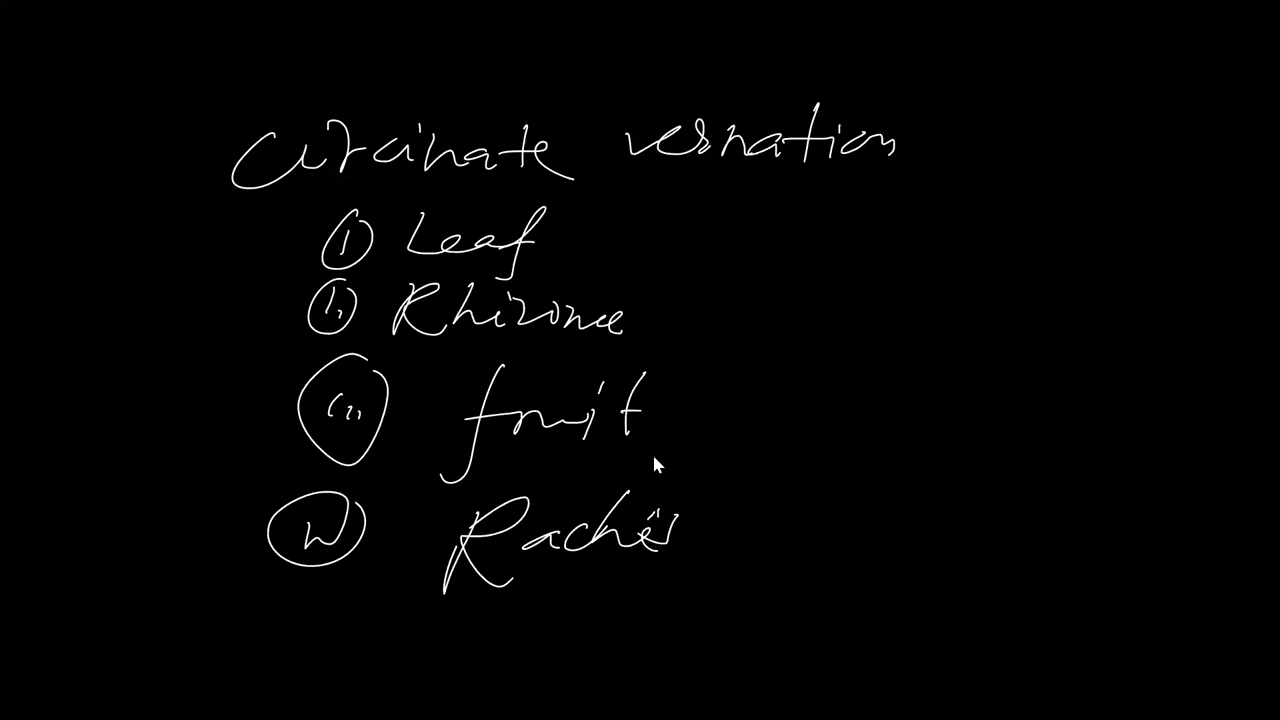 Circinate vernation
(i) Leaf
(ii) Rhizome
(iii) fruit
(iv) Rachis